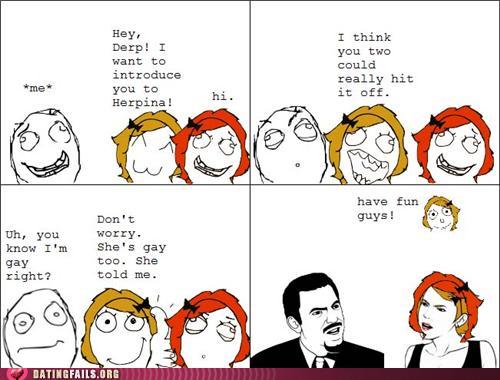 *me*
Hey,
Derp! I
want to
introduce
you to
Herpina!
hi.
I think
you two
could
really hit
it off.
Uh, you
know I'm
gay
right?
Don't
worry.
She's gay
too. She
told me.
have fun
guys!
DATINGFAILS.ORG